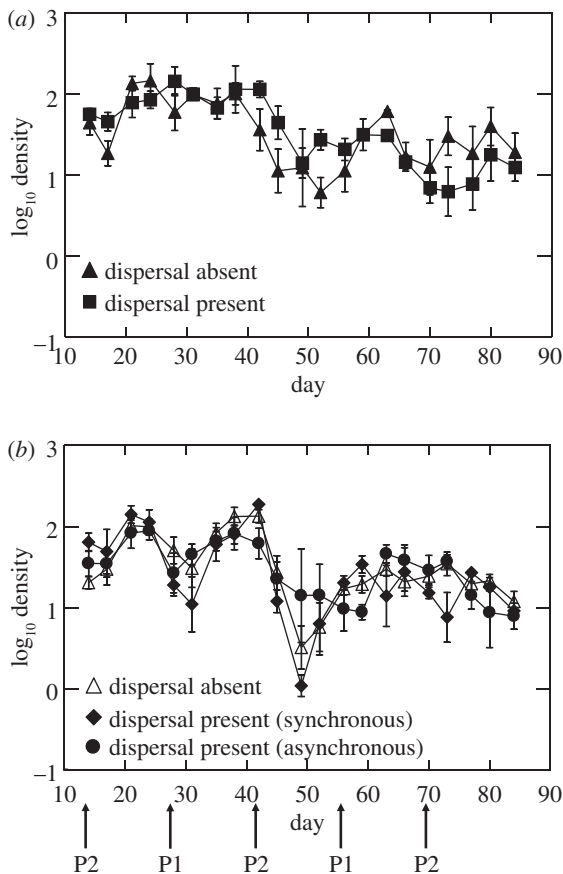 (a)
3
2
1
0
−1
log10 density
dispersal absent
dispersal present
10 20 30 40 50 60 70 80 90
day
(b)
3
2
1
0
−1
log10 density
dispersal absent
dispersal present (synchronous)
dispersal present (asynchronous)
10 20 30 40 50 60 70 80 90
day
P2 P1 P2 P1 P2